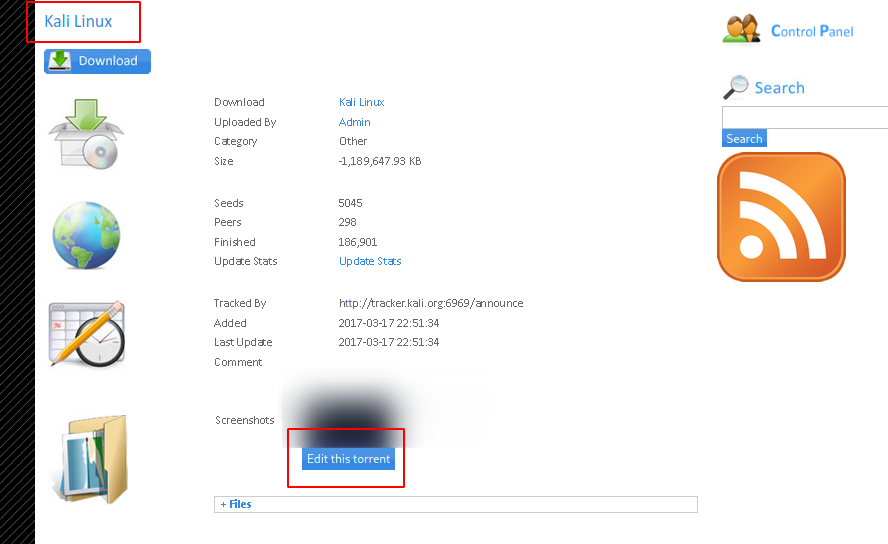 Kali Linux
Download
Control Panel
Search
Search
Download Kali Linux
Uploaded By Admin
Category Other
Size -1,189,647.93 KB
Seeds 5045
Peers 298
Finished 186,901
Update Stats Update Stats
Tracked By http://tracker.kali.org:6969/announce
Added 2017-03-17 22:51:34
Last Update 2017-03-17 22:51:34
Comment
Screenshots
Edit this torrent
+ Files